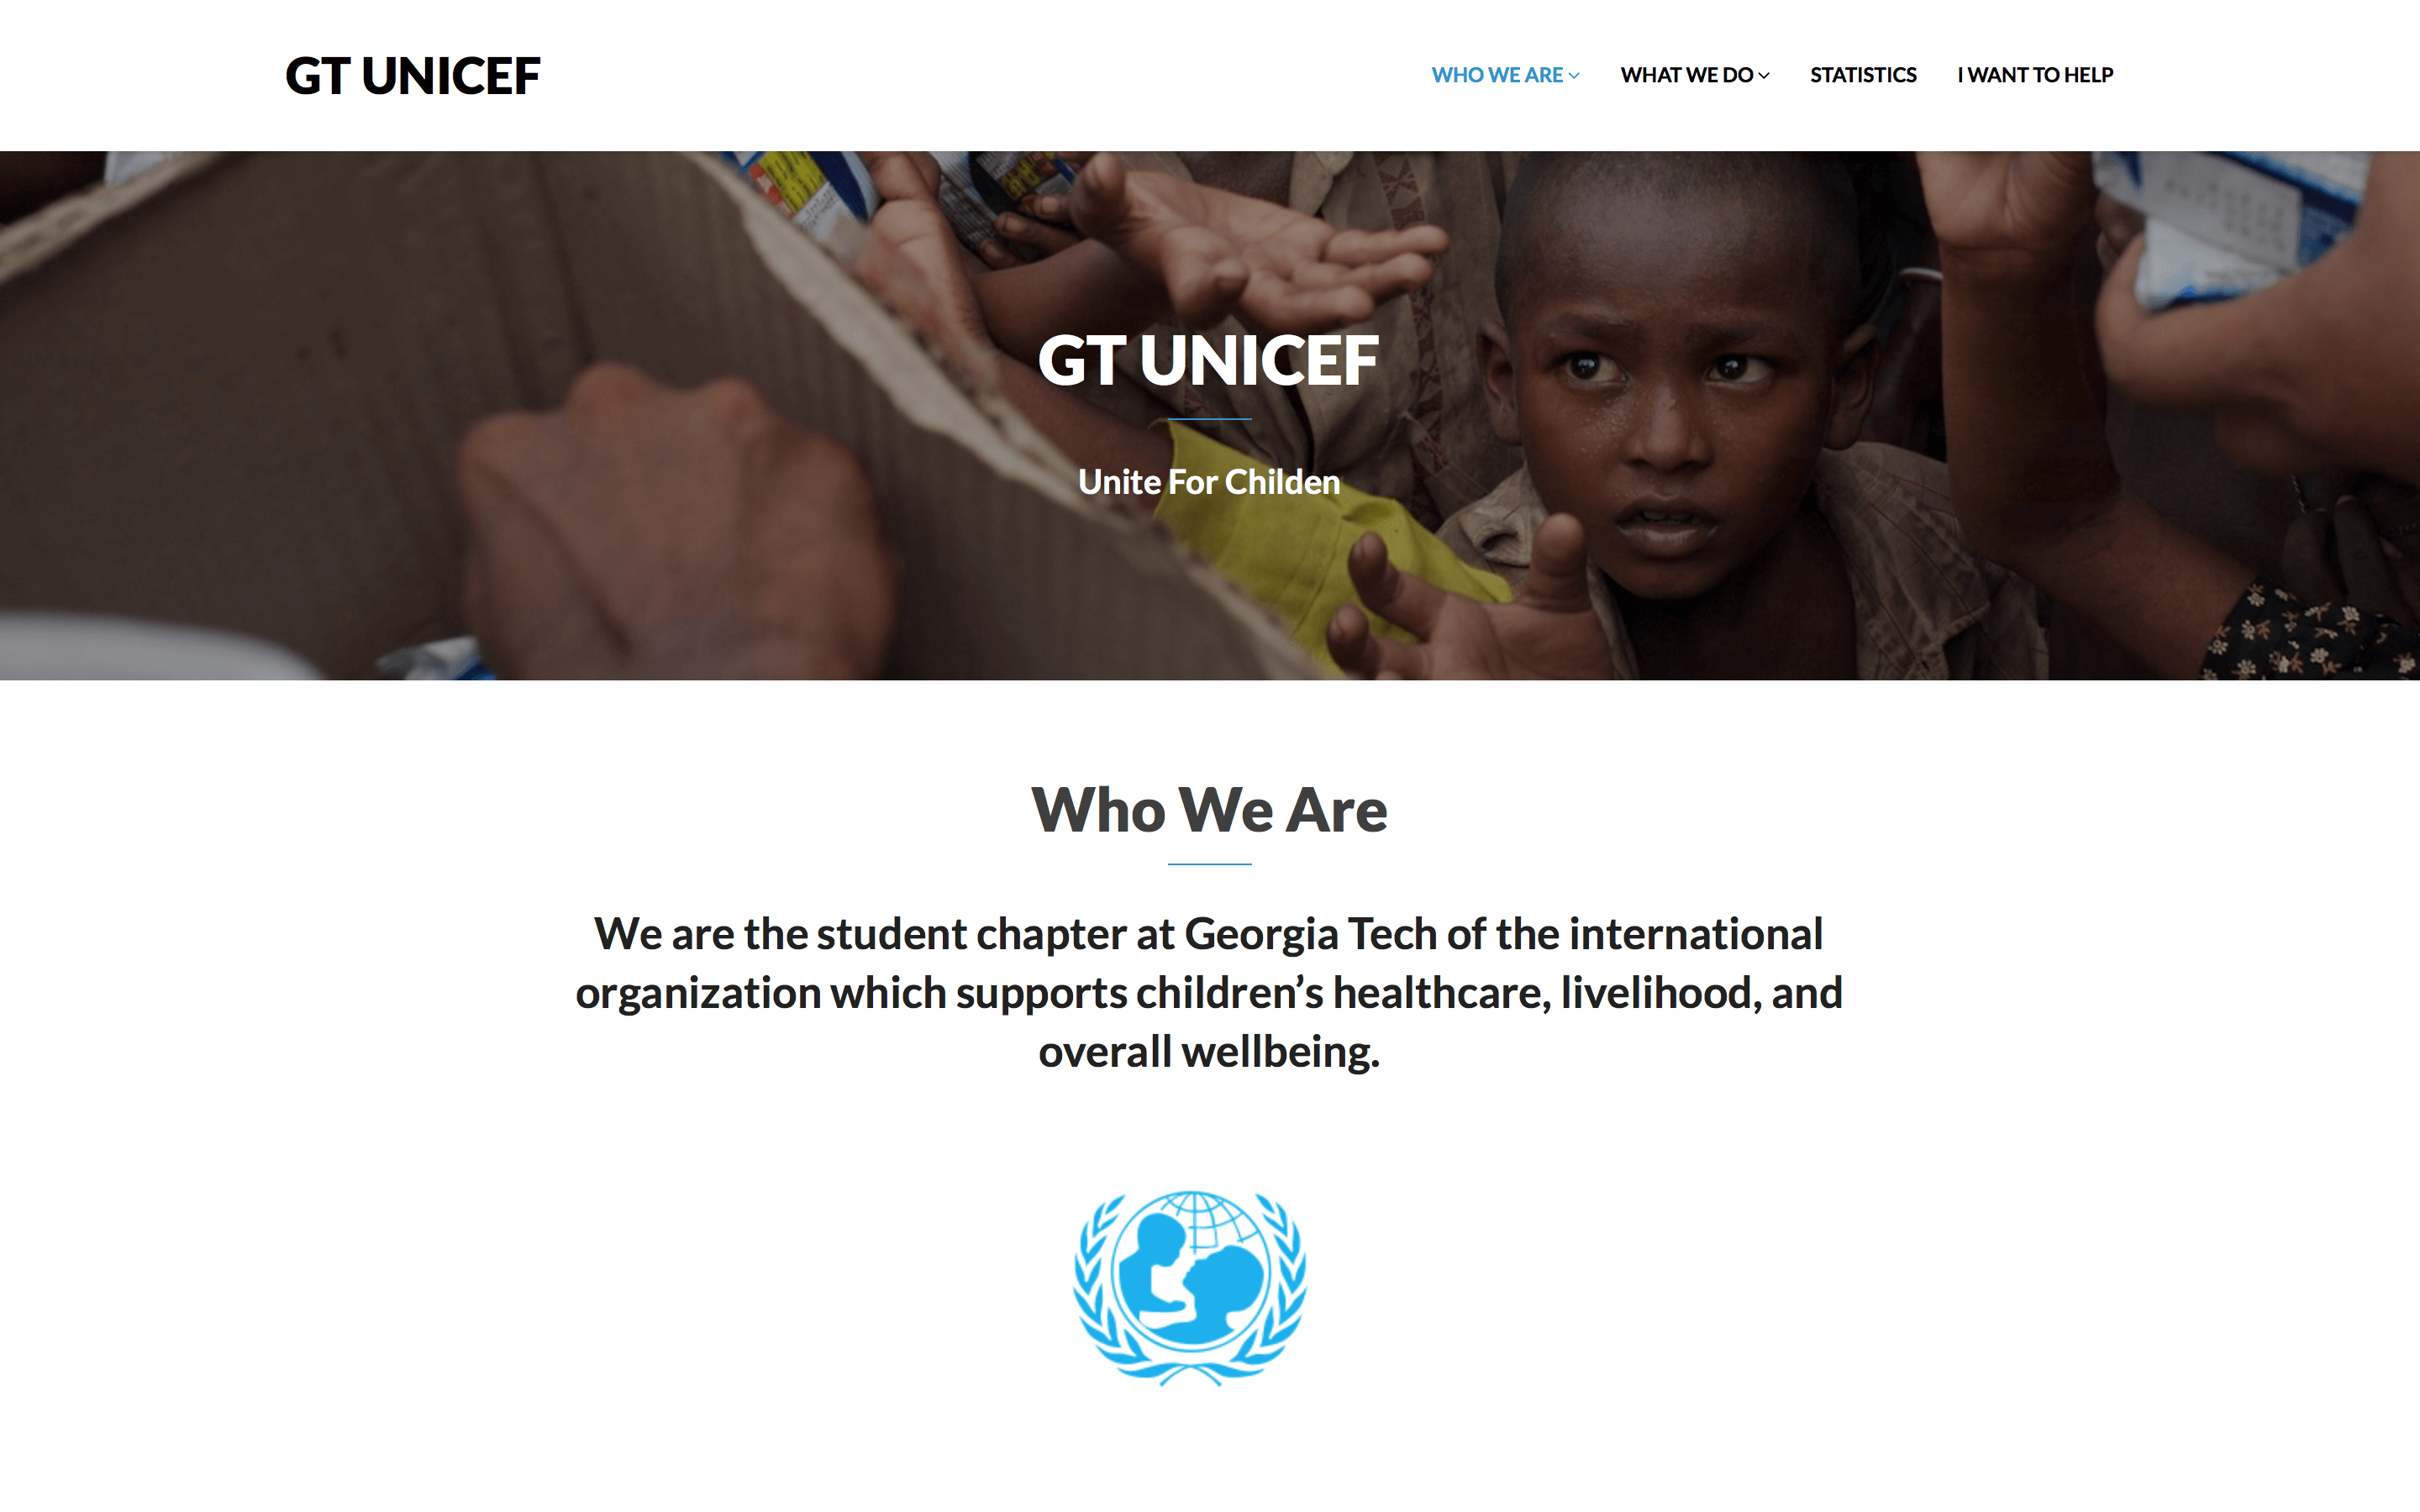 GT UNICEF
WHO WE ARE
WHAT WE DO
STATISTICS
I WANT TO HELP
GT UNICEF
Unite For Childen
Who We Are
We are the student chapter at Georgia Tech of the international
organization which supports children’s healthcare, livelihood, and
overall wellbeing.